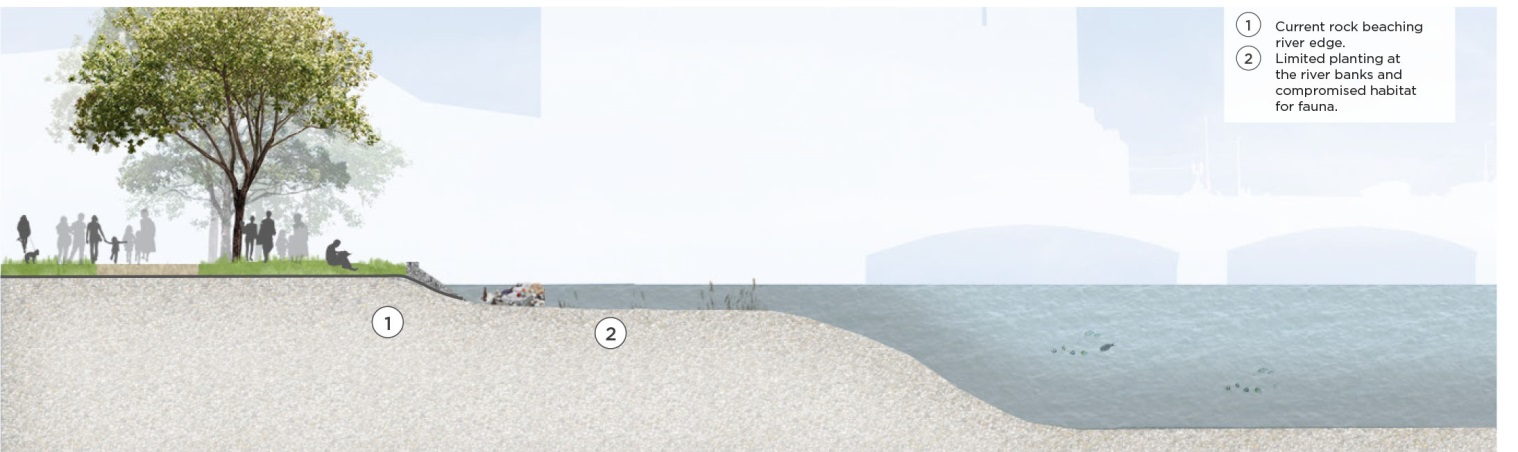 1 Current rock beaching
river edge.
2 Limited planting at
the river banks and
compromised habitat
for fauna.
1
2